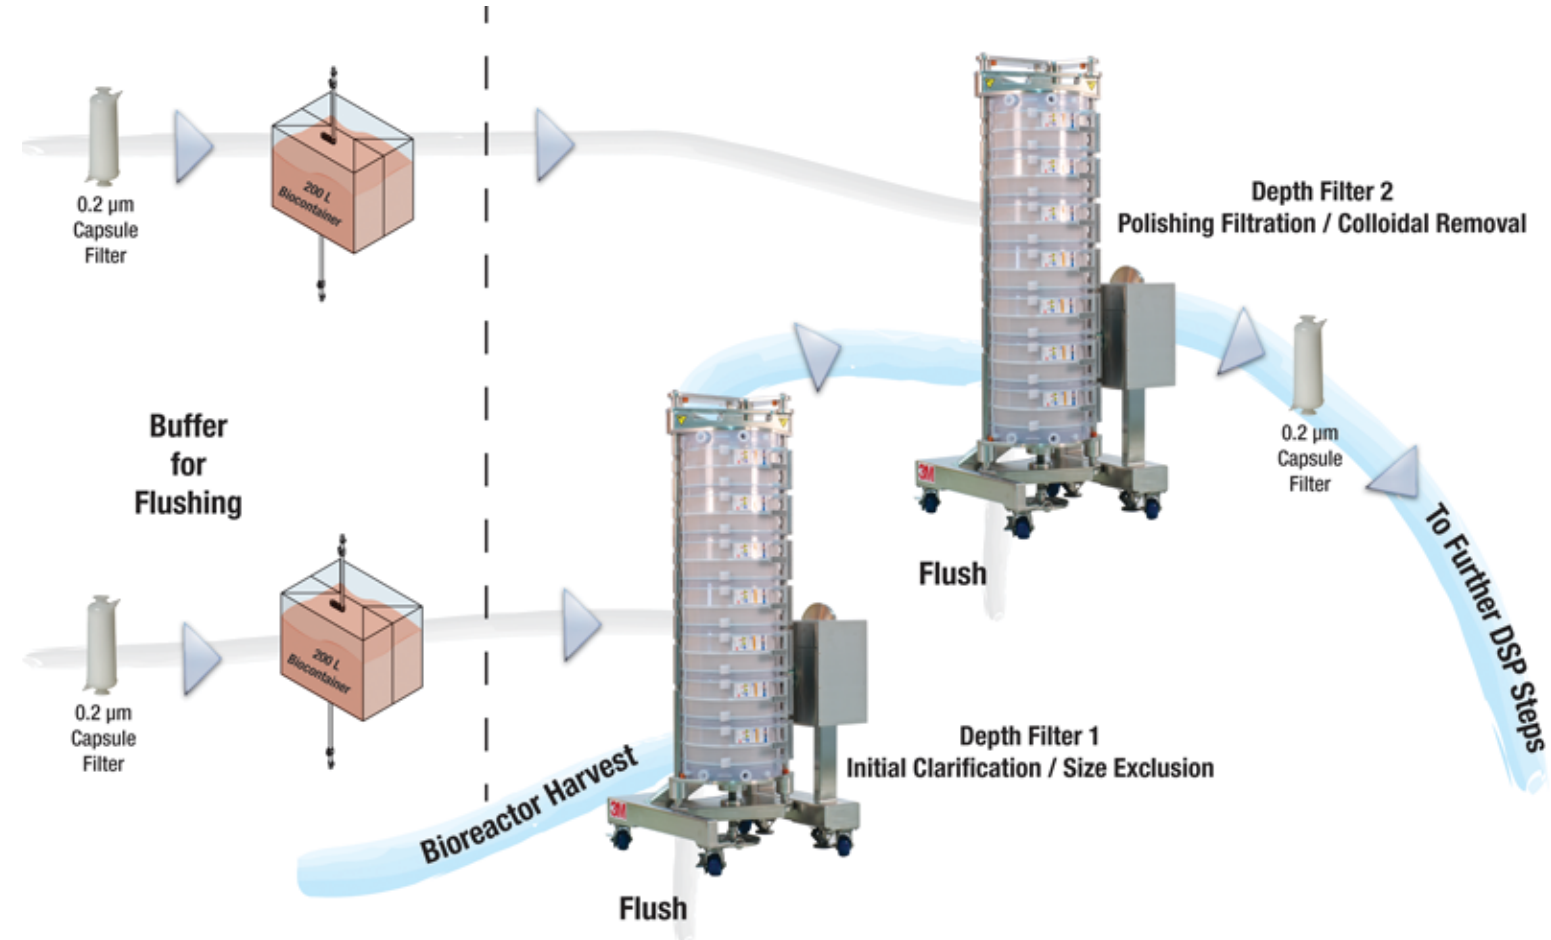 0.2 µm
Capsule
Filter
200 L
Biocontainer
Depth Filter 2
Polishing Filtration / Colloidal Removal
0.2 µm
Capsule
Filter
Buffer
for
Flushing
3M
Flush
To Further DSP Steps
0.2 µm
Capsule
Filter
200 L
Biocontainer
Depth Filter 1
Initial Clarification / Size Exclusion
Bioreactor Harvest
3M
Flush